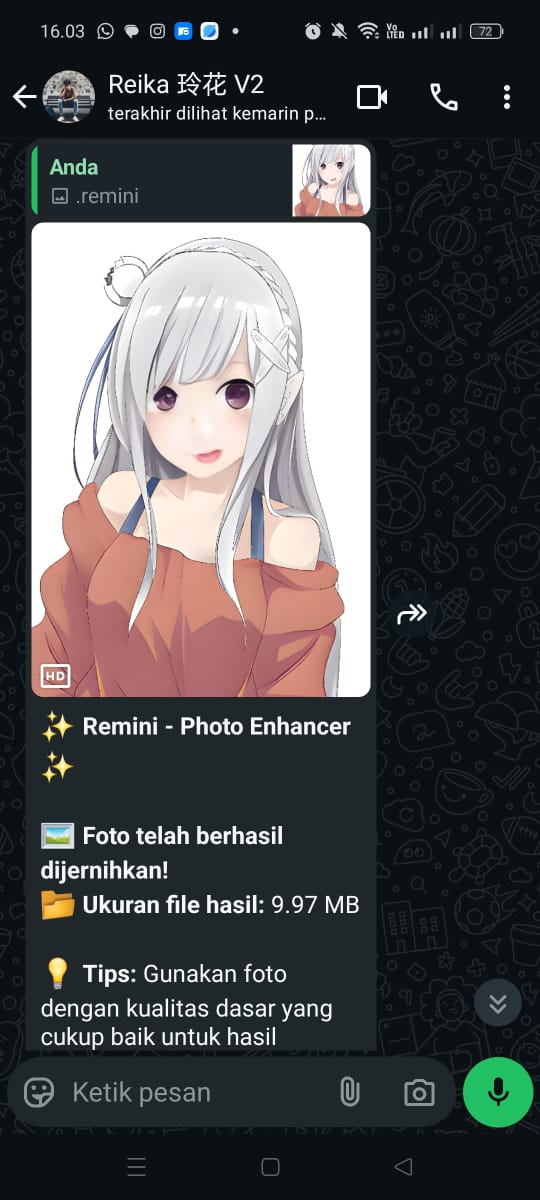 16.03
Vo
LTED
72
Reika 玲花 V2
terakhir dilihat kemarin p...
Anda
.remini
HD
✨ Remini - Photo Enhancer
✨
🖼️ Foto telah berhasil
dijernihkan!
📂 Ukuran file hasil: 9.97 MB
💡 Tips: Gunakan foto
dengan kualitas dasar yang
cukup baik untuk hasil
Ketik pesan